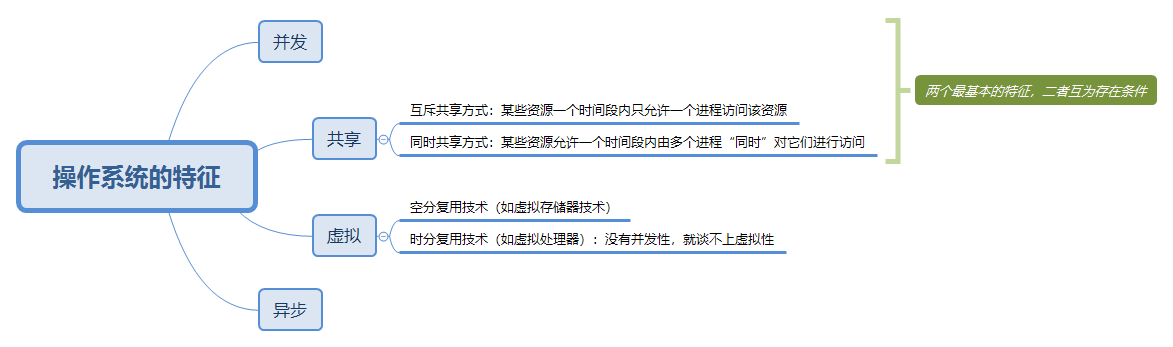 操作系统的特征
并发
共享
互斥共享方式：某些资源一个时间段内只允许一个进程访问该资源
同时共享方式：某些资源允许一个时间段内由多个进程“同时”对它们进行访问
两个最基本的特征，二者互为存在条件
虚拟
空分复用技术（如虚拟存储器技术）
时分复用技术（如虚拟处理器）：没有并发性，就谈不上虚拟性
异步